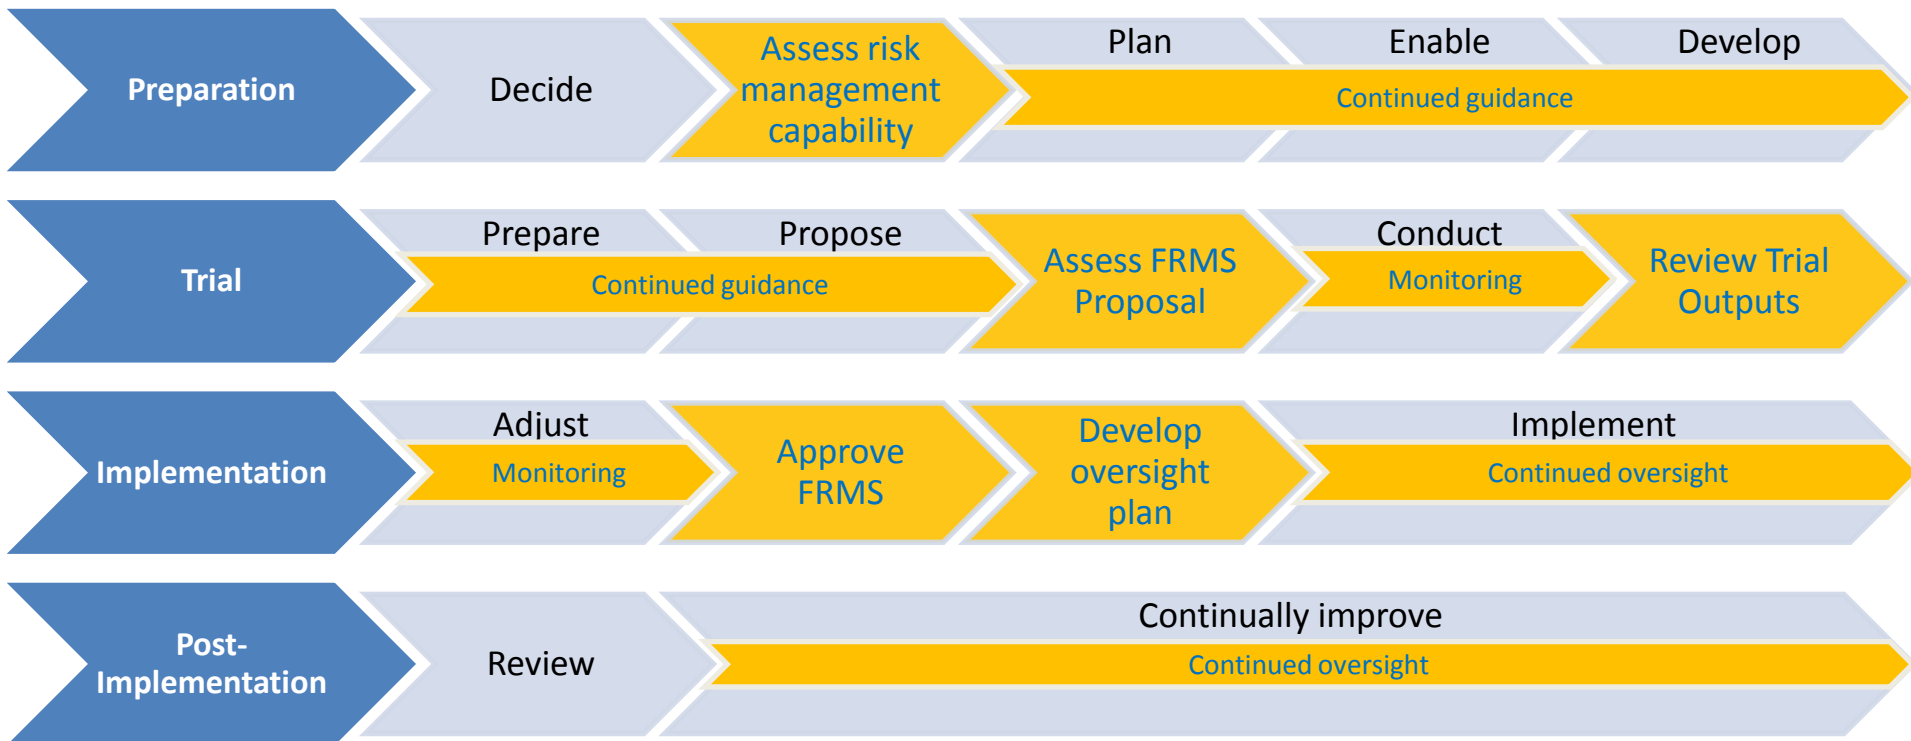 Preparation
Decide
Assess risk
management
capability
Plan
Enable
Develop
Continued guidance
Trial
Prepare
Propose
Continued guidance
Assess FRMS
Proposal
Conduct
Monitoring
Review Trial
Outputs
Implementation
Adjust
Monitoring
Approve
FRMS
Develop
oversight
plan
Implement
Continued oversight
Post-
Implementation
Review
Continually improve
Continued oversight